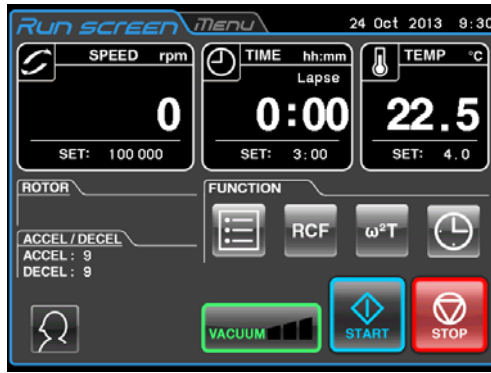 Run screen Menu 24 Oct 2013 9:30
SPEED rpm
0
SET: 100 000
TIME hh:mm
Lapse
0:00
SET: 3:00
TEMP °C
22.5
SET: 4.0
ROTOR
ACCEL/DECEL
ACCEL: 9
DECEL: 9
FUNCTION
RCF
ω²T
VACUUM
START
STOP